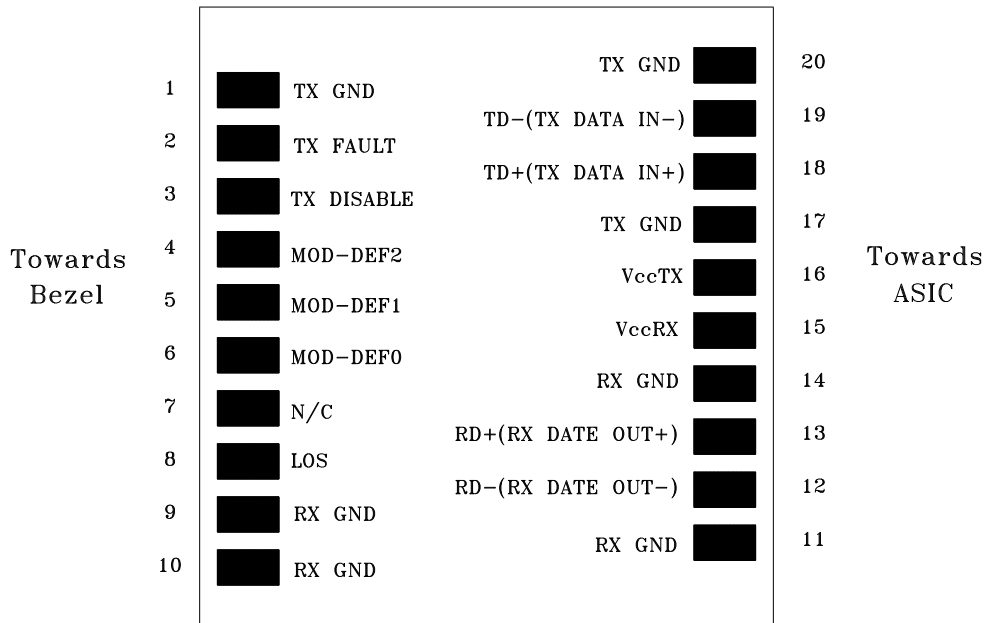 1 TX GND
2 TX FAULT
3 TX DISABLE
4 MOD-DEF2
5 MOD-DEF1
6 MOD-DEF0
7 N/C
8 LOS
9 RX GND
10 RX GND
Towards
Bezel
TX GND 20
TD-(TX DATA IN-) 19
TD+(TX DATA IN+) 18
TX GND 17
VccTX 16
VccRX 15
RX GND 14
RD+(RX DATE OUT+) 13
RD-(RX DATE OUT-) 12
RX GND 11
Towards
ASIC